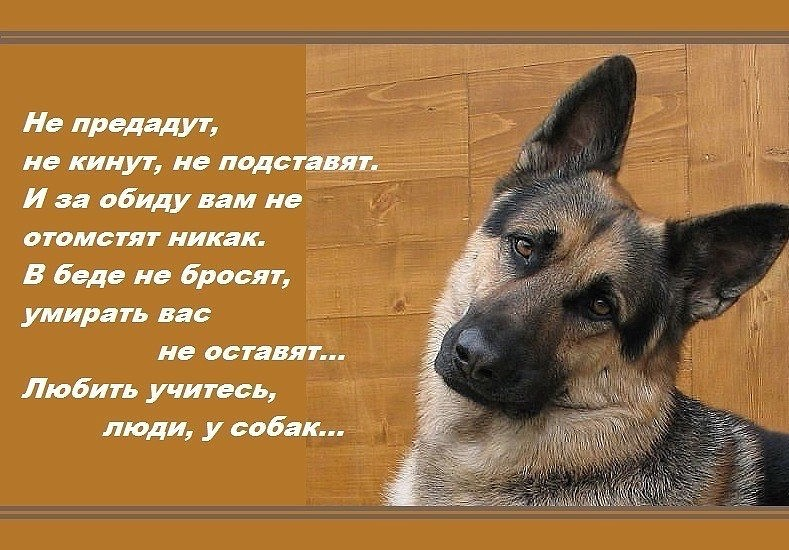 Не предадут,
не кинут, не подставят.
И за обиду вам не
отомстят никак.
В беде не бросят,
умирать вас
не оставят...
Любить учитесь,
люди, у собак...